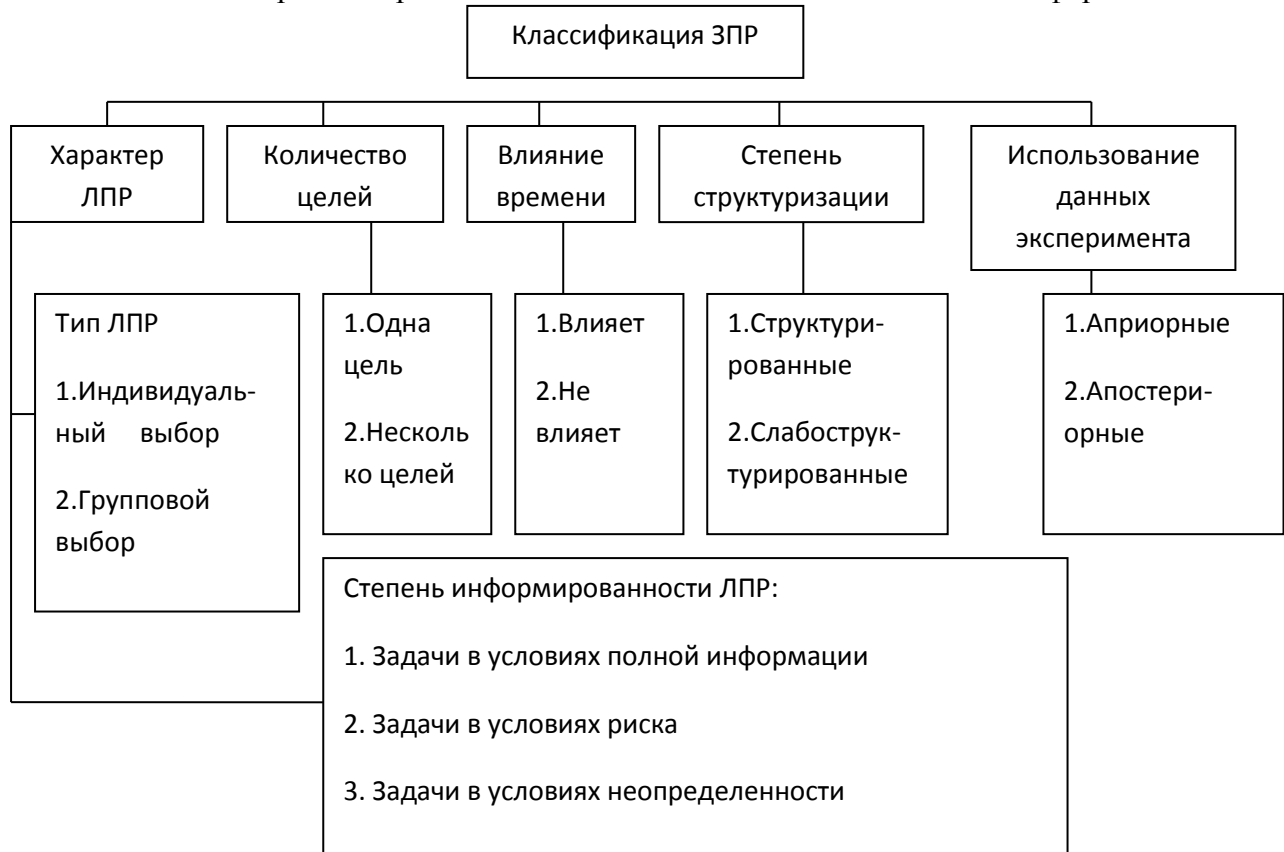 Классификация ЗПР
Характер
ЛПР
Количество
целей
Влияние
времени
Степень
структуризации
Использование
данных
эксперимента
Тип ЛПР
1.Индивидуаль-
ный выбор
2.Групповой
выбор
1.Одна
цель
2.Несколь
ко целей
1.Влияет
2.Не
влияет
1.Структури-
рованные
2.Слабострук-
турированные
1.Априорные
2.Апостери-
орные
Степень информированности ЛПР:
1. Задачи в условиях полной информации
2. Задачи в условиях риска
3. Задачи в условиях неопределенности